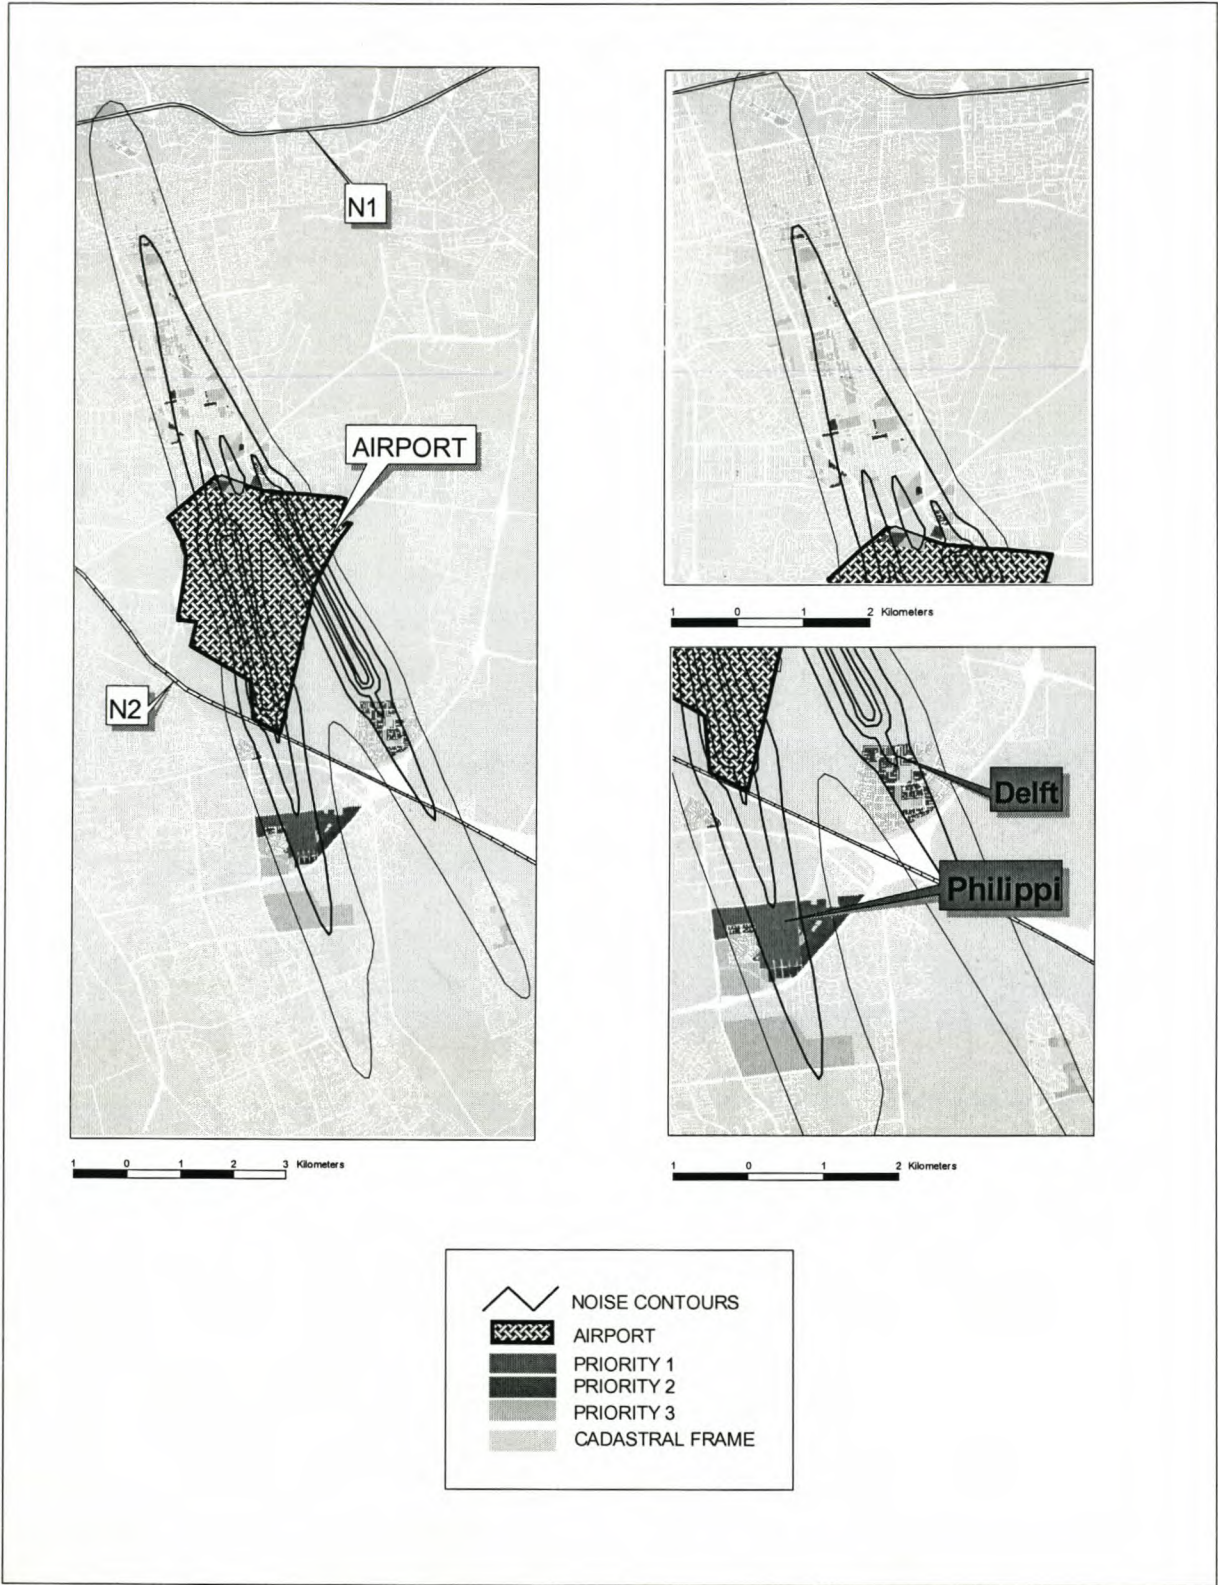 N1
AIRPORT
N2
1 0 1 2 3 Kilometers
1 0 1 2 Kilometers
Delft
Philippi
1 0 1 2 Kilometers
NOISE CONTOURS
AIRPORT
PRIORITY 1
PRIORITY 2
PRIORITY 3
CADASTRAL FRAME